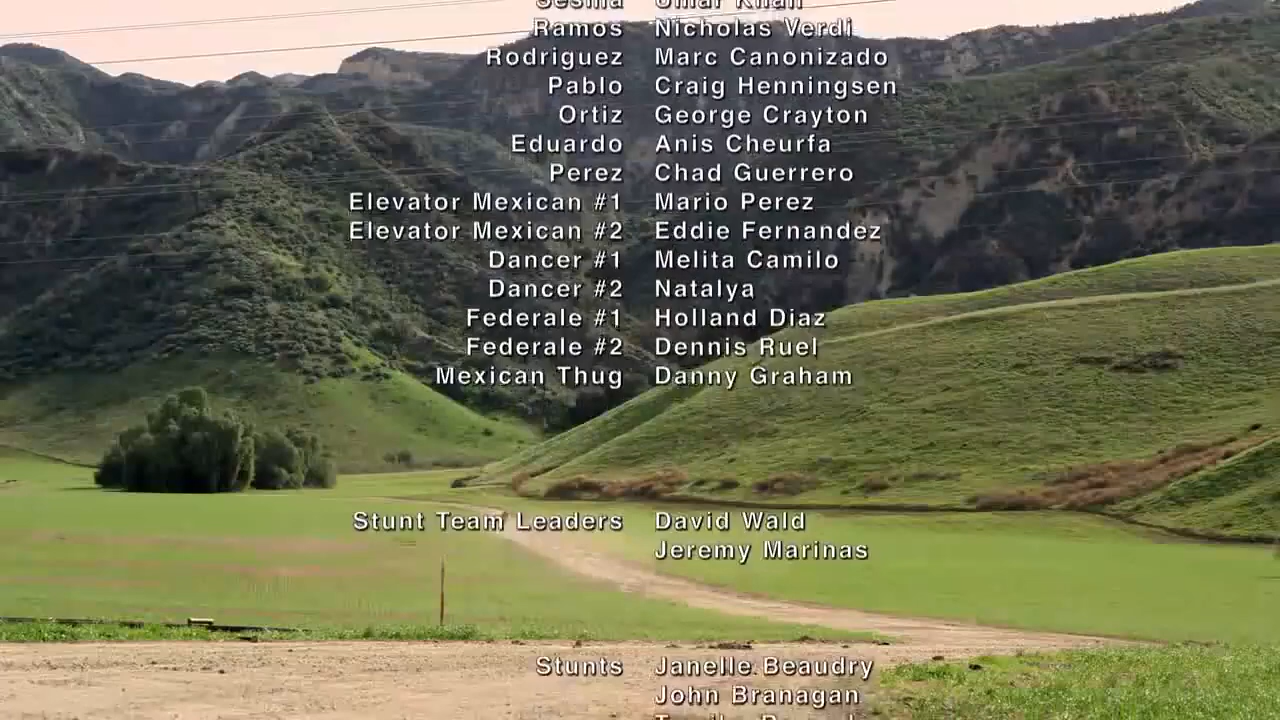 Sesma Umar Khan
Ramos Nicholas Verdi
Rodriguez Marc Canonizado
Pablo Craig Henningsen
Ortiz George Crayton
Eduardo Anis Cheurfa
Perez Chad Guerrero
Elevator Mexican #1 Mario Perez
Elevator Mexican #2 Eddie Fernandez
Dancer #1 Melita Camilo
Dancer #2 Natalya
Federale #1 Holland Diaz
Federale #2 Dennis Ruel
Mexican Thug Danny Graham
Stunt Team Leaders David Wald
Jeremy Marinas
Stunts Janelle Beaudry
John Branagan